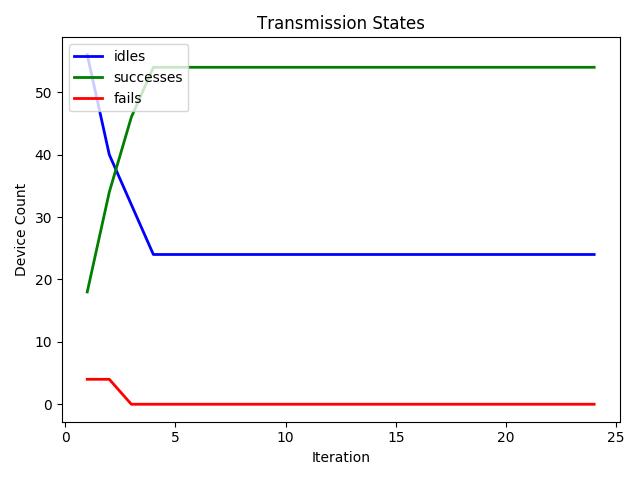 Transmission States
idles
successes
fails
50
40
30
20
10
0
Device Count
0 5 10 15 20 25
Iteration